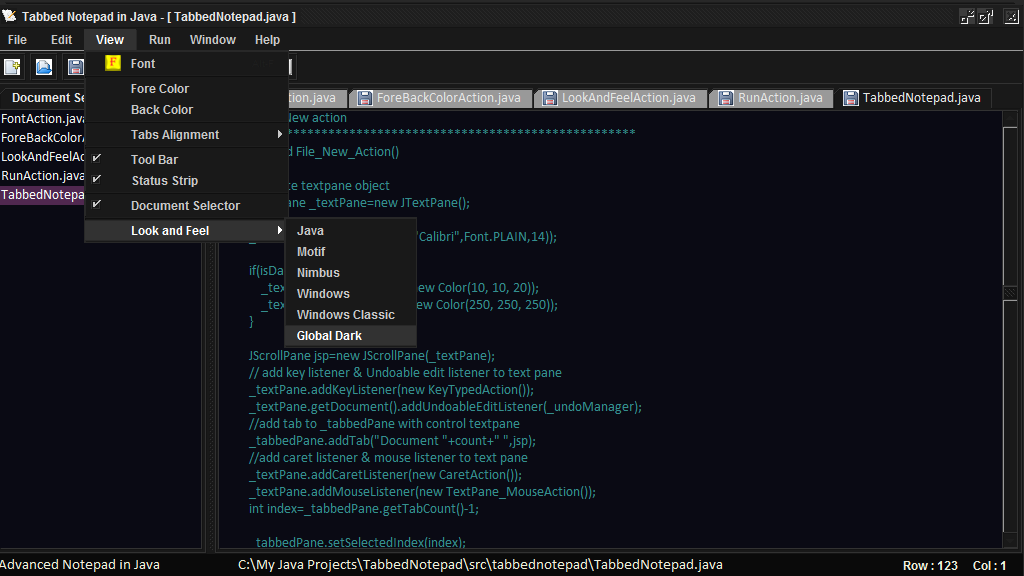 Tabbed Notepad in Java - [ TabbedNotepad.java ]
File Edit View Run Window Help
F Font
Fore Color
Back Color
Tabs Alignment
Tool Bar
Status Strip
Document Selector
Look and Feel
Java
Motif
Nimbus
Windows
Windows Classic
Global Dark
Document Se
FontAction.java
ForeBackColorA
LookAndFeelAc
RunAction.java
TabbedNotepa
tion.java ForeBackColorAction.java LookAndFeelAction.java RunAction.java TabbedNotepad.java
New action
**************************************************
d File_New_Action()
te textpane object
ane _textPane=new JTextPane();
"Calibri",Font.PLAIN,14));
if(isDa
_tex ew Color(10, 10, 20));
_tex ew Color(250, 250, 250));
}
JScrollPane jsp=new JScrollPane(_textPane);
// add key listener & Undoable edit listener to text pane
_textPane.addKeyListener(new KeyTypedAction());
_textPane.getDocument().addUndoableEditListener(_undoManager);
//add tab to _tabbedPane with control textpane
_tabbedPane.addTab("Document "+count+" ",jsp);
//add caret listener & mouse listener to text pane
_textPane.addCaretListener(new CaretAction());
_textPane.addMouseListener(new TextPane_MouseAction());
int index=_tabbedPane.getTabCount()-1;
_tabbedPane.setSelectedIndex(index);
Advanced Notepad in Java C:\My Java Projects\TabbedNotepad\src\tabbednotepad\TabbedNotepad.java Row : 123 Col : 1